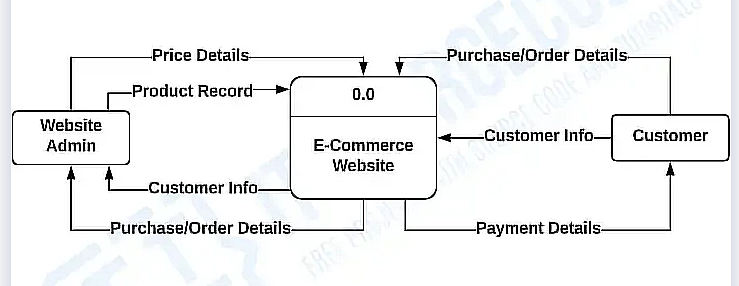 Price Details
Purchase/Order Details
Product Record
0.0
Website
Admin
E-Commerce
Website
Customer Info
Customer
Customer Info
Purchase/Order Details
Payment Details